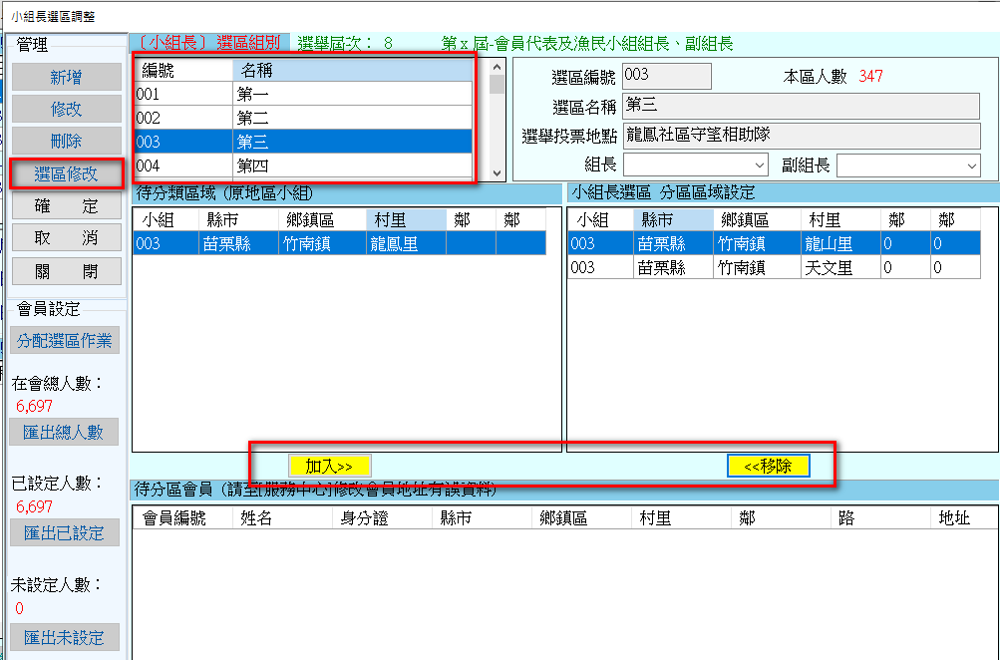 小組長選區調整
管理
新增
修改
刪除
選區修改
確 定
取 消
關 閉
會員設定
分配選區作業
在會總人數：
6,697
匯出總人數
已設定人數：
6,697
匯出已設定
未設定人數：
0
匯出未設定
〔小組長〕 選區組別 選舉屆次： 8 第 x 屆-會員代表及漁民小組組長、副組長
編號 名稱
001 第一
002 第二
003 第三
004 第四
選區編號 003 本區人數 347
選區名稱 第三
選舉投票地點 龍鳳社區守望相助隊
組長 副組長
待分類區域 (原地區小組)
小組 縣市 鄉鎮區 村里 鄰 鄰
003 苗栗縣 竹南鎮 龍鳳里
小組長選區 分區區域設定
小組 縣市 鄉鎮區 村里 鄰 鄰
003 苗栗縣 竹南鎮 龍山里 0 0
003 苗栗縣 竹南鎮 天文里 0 0
加入>> <<移除
待分區會員 (請至[服務中心]修改會員地址有誤資料)
會員編號 姓名 身分證 縣市 鄉鎮區 村里 鄰 路 地址